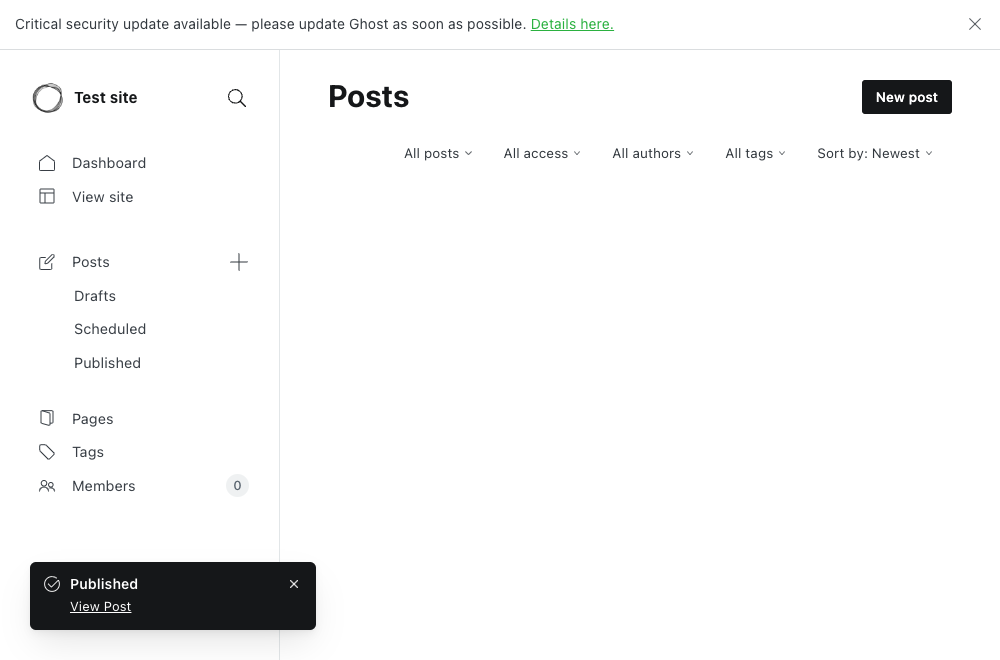 Critical security update available — please update Ghost as soon as possible. Details here.
Test site
Dashboard
View site
Posts
Drafts
Scheduled
Published
Pages
Tags
Members 0
Posts
New post
All posts All access All authors All tags Sort by: Newest
Published
View Post